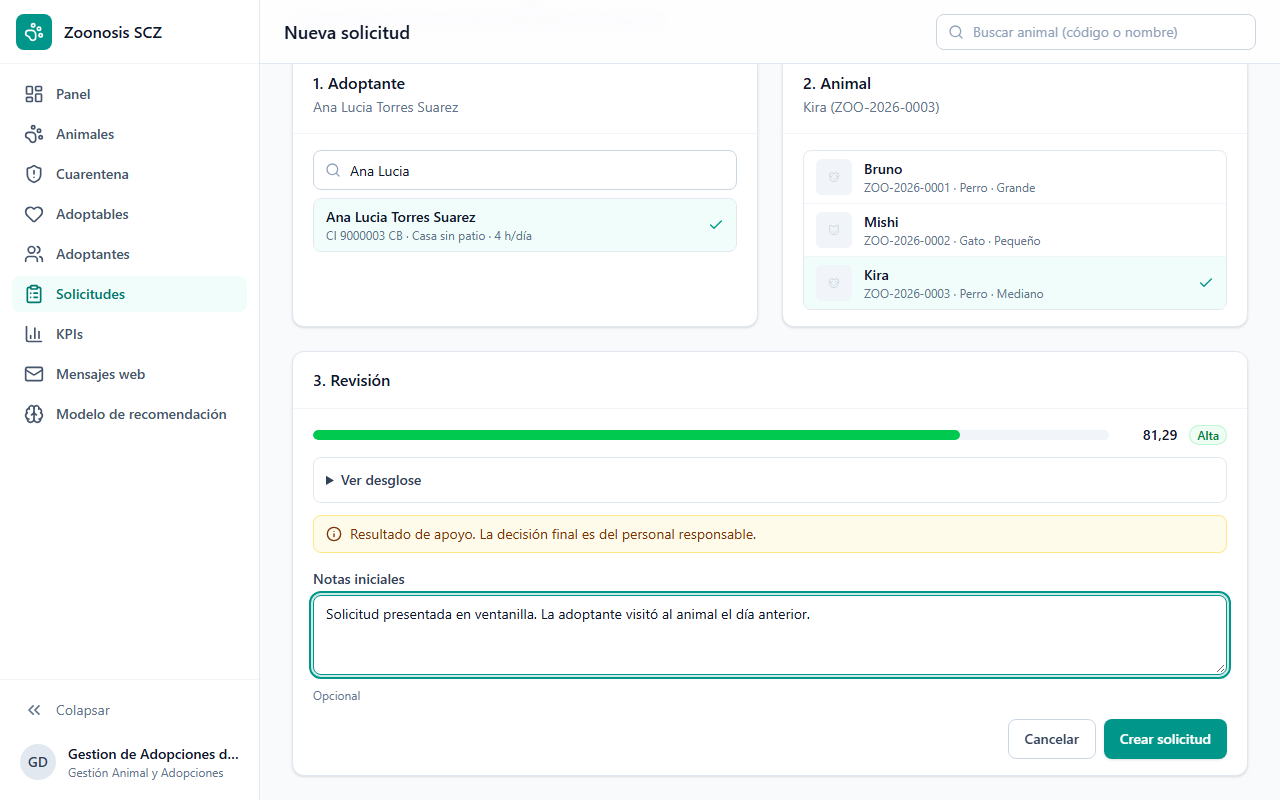 Zoonosis SCZ
Nueva solicitud
Buscar animal (código o nombre)
Panel
Animales
Cuarentena
Adoptables
Adoptantes
Solicitudes
KPIs
Mensajes web
Modelo de recomendación
Colapsar
GD
Gestion de Adopciones d...
Gestión Animal y Adopciones
1. Adoptante
Ana Lucia Torres Suarez
Ana Lucia
Ana Lucia Torres Suarez
CI 9000003 CB · Casa sin patio · 4 h/día
2. Animal
Kira (ZOO-2026-0003)
Bruno
ZOO-2026-0001 · Perro · Grande
Mishi
ZOO-2026-0002 · Gato · Pequeño
Kira
ZOO-2026-0003 · Perro · Mediano
3. Revisión
81,29 Alta
Ver desglose
Resultado de apoyo. La decisión final es del personal responsable.
Notas iniciales
Solicitud presentada en ventanilla. La adoptante visitó al animal el día anterior.
Opcional
Cancelar
Crear solicitud